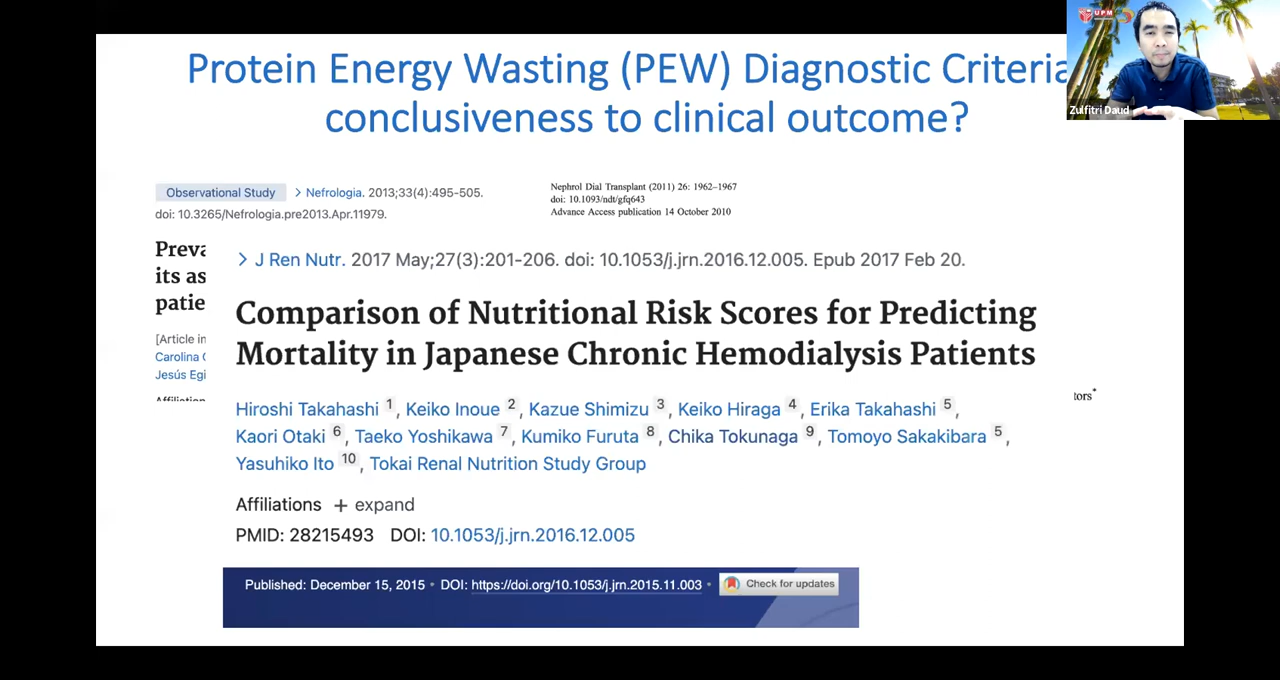 UPM
Zulfitri Daud
Protein Energy Wasting (PEW) Diagnostic Criteria
conclusiveness to clinical outcome?
Observational Study > Nefrologia. 2013;33(4):495-505.
doi: 10.3265/Nefrologia.pre2013.Apr.11979.
Nephrol Dial Transplant (2011) 26: 1962–1967
doi: 10.1093/ndt/gfq643
Advance Access publication 14 October 2010
Preva
its as
patie
[Article in
Carolina G
Jesús Egi
Affiliation
> J Ren Nutr. 2017 May;27(3):201-206. doi: 10.1053/j.jrn.2016.12.005. Epub 2017 Feb 20.
Comparison of Nutritional Risk Scores for Predicting
Mortality in Japanese Chronic Hemodialysis Patients
Hiroshi Takahashi 1, Keiko Inoue 2, Kazue Shimizu 3, Keiko Hiraga 4, Erika Takahashi 5,
Kaori Otaki 6, Taeko Yoshikawa 7, Kumiko Furuta 8, Chika Tokunaga 9, Tomoyo Sakakibara 5,
Yasuhiko Ito 10, Tokai Renal Nutrition Study Group
tors*
Affiliations + expand
PMID: 28215493 DOI: 10.1053/j.jrn.2016.12.005
Published: December 15, 2015 • DOI: https://doi.org/10.1053/j.jrn.2015.11.003 • Check for updates